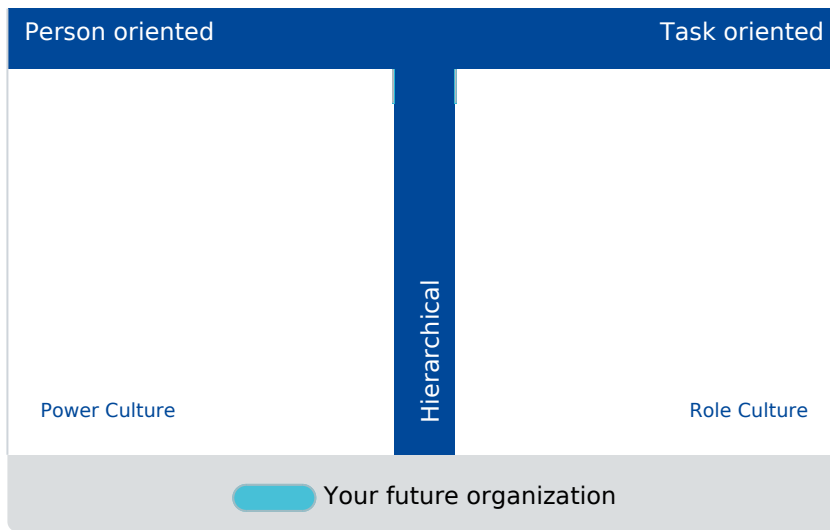 Person oriented
Task oriented
Hierarchical
Power Culture
Role Culture
Your future organization